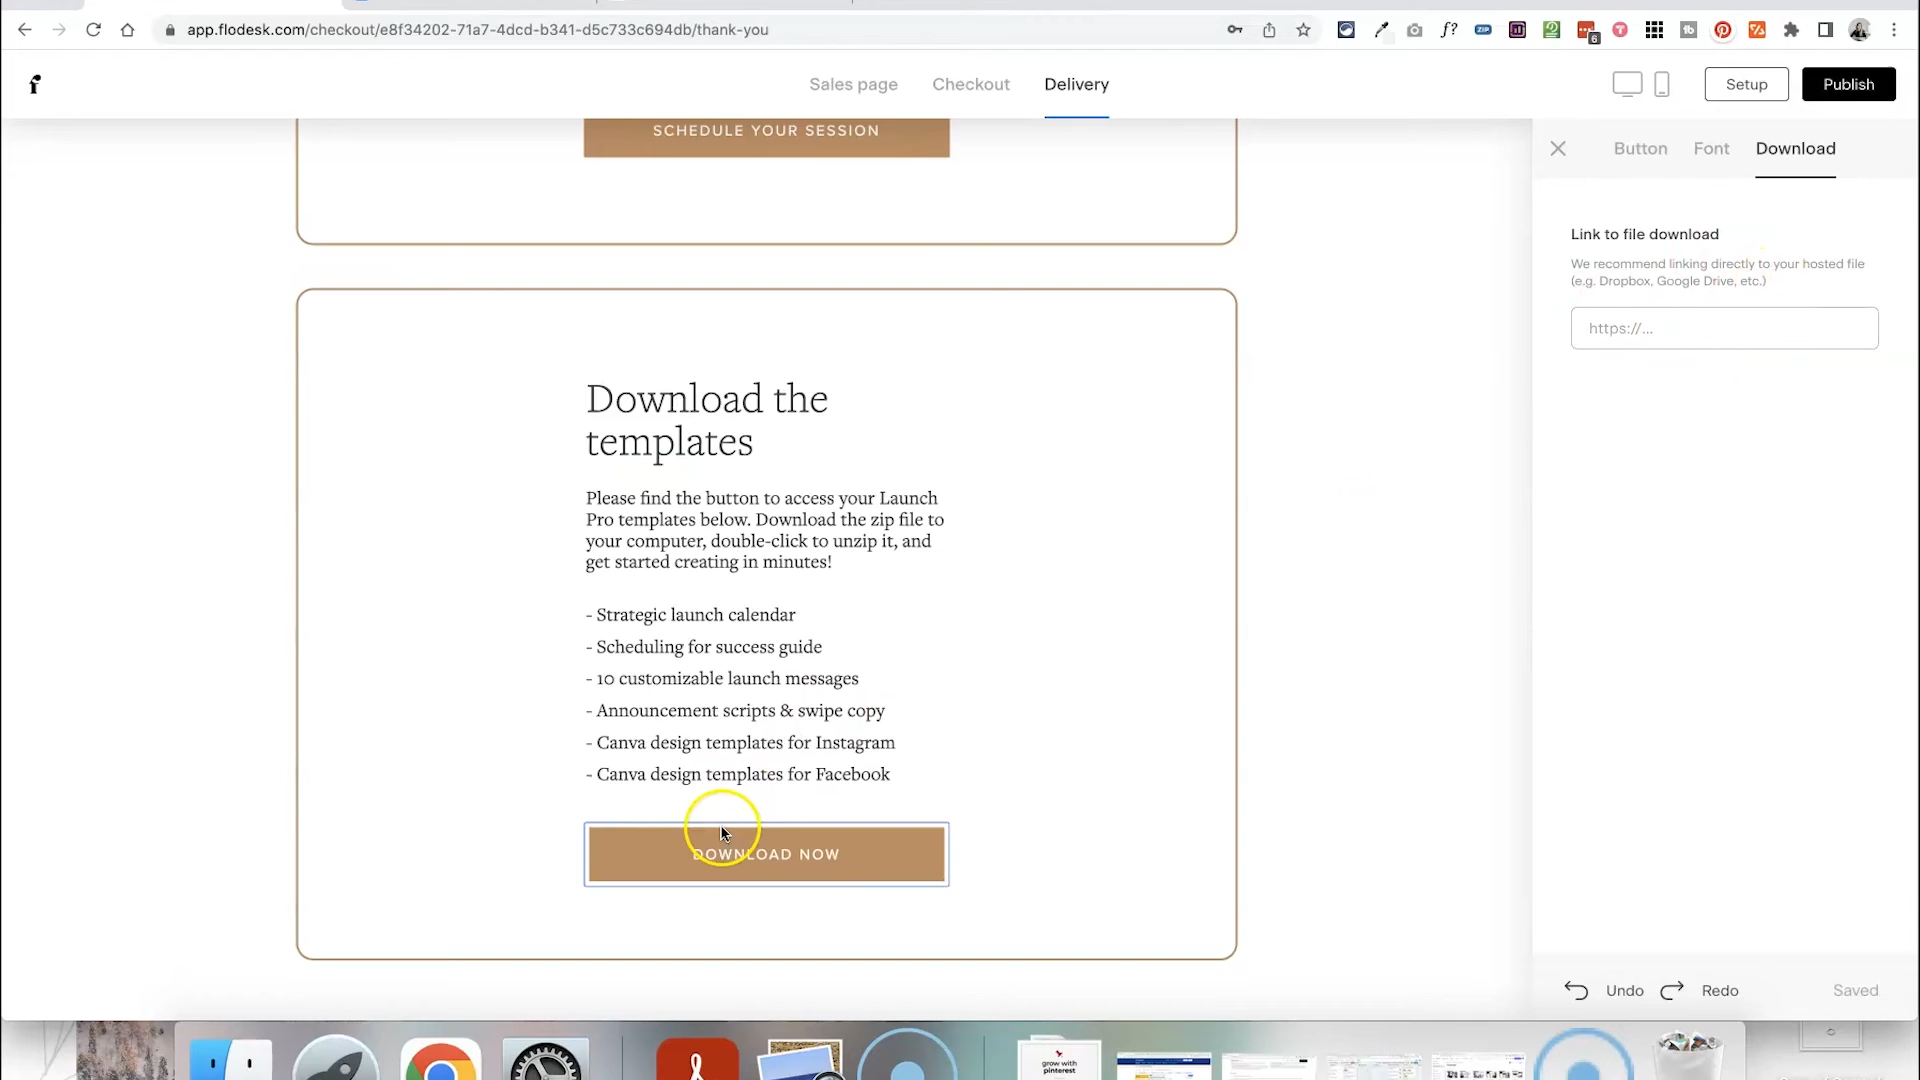 app.flodesk.com/checkout/e8f34202-71a7-4dcd-b341-d5c733c694db/thank-you
f?
ZIP
6
Sales page
Checkout
Delivery
Setup
Publish
SCHEDULE YOUR SESSION
Button
Font
Download
Link to file download
We recommend linking directly to your hosted file
(e.g. Dropbox, Google Drive, etc.)
https://...
Download the
templates
Please find the button to access your Launch
Pro templates below. Download the zip file to
your computer, double-click to unzip it, and
get started creating in minutes!
- Strategic launch calendar
- Scheduling for success guide
- 10 customizable launch messages
- Announcement scripts & swipe copy
- Canva design templates for Instagram
- Canva design templates for Facebook
DOWNLOAD NOW
Undo
Redo
Saved
grow with
pinterest